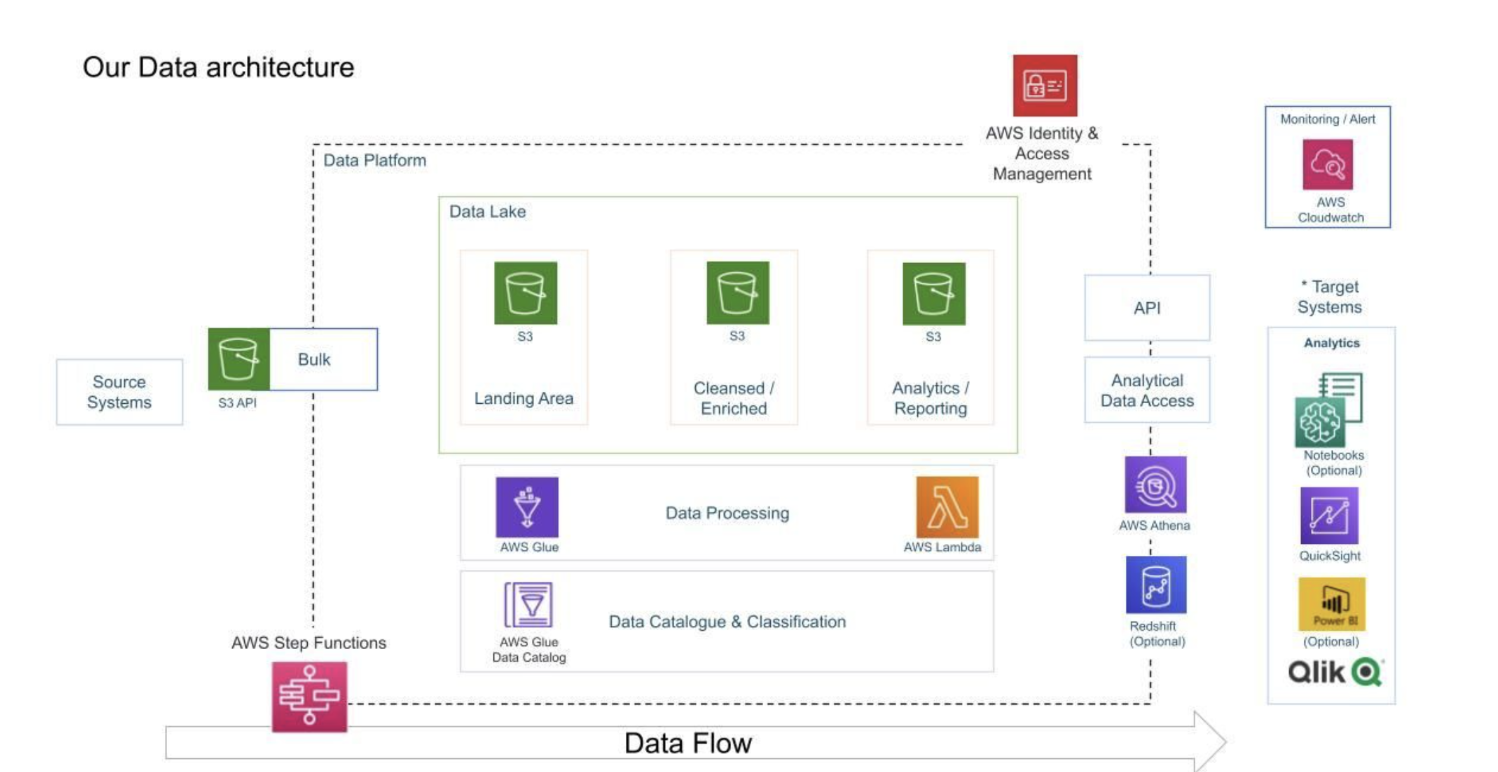 Our Data architecture
AWS Identity &
Access
Management
Monitoring / Alert
AWS
Cloudwatch
Data Platform
Data Lake
S3
Landing Area
S3
Cleansed /
Enriched
S3
Analytics /
Reporting
Source
Systems
S3 API
Bulk
API
Analytical
Data Access
* Target
Systems
Analytics
Notebooks
(Optional)
QuickSight
Power BI
(Optional)
Qlik
AWS Glue
Data Processing
AWS Lambda
AWS Athena
AWS Glue
Data Catalog
Data Catalogue & Classification
Redshift
(Optional)
AWS Step Functions
Data Flow